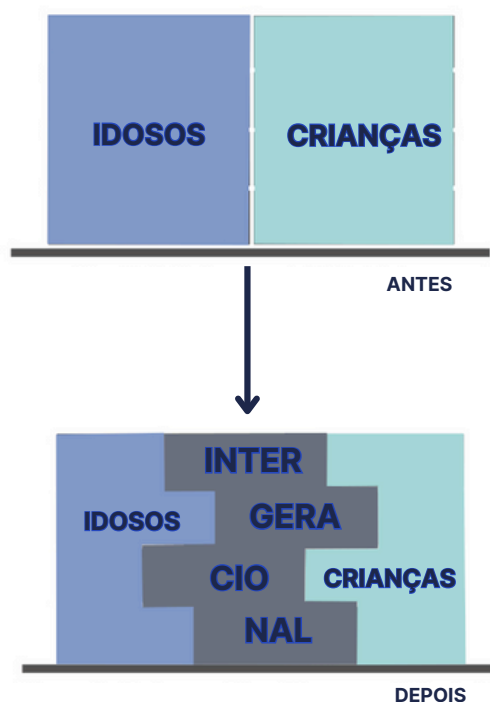 IDOSOS CRIANÇAS
ANTES
INTER
GERA
IDOSOS
CIO
CRIANÇAS
NAL
DEPOIS